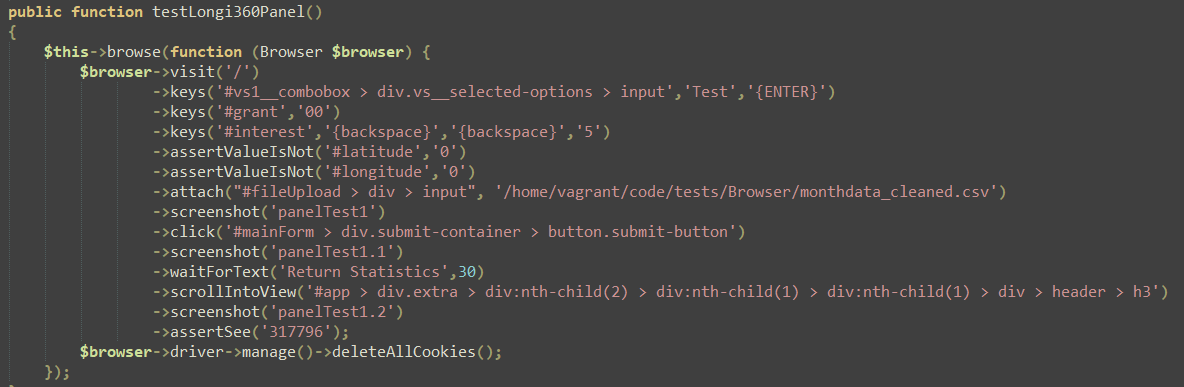 public function testLongi360Panel()
{
$this->browse(function (Browser $browser) {
$browser->visit('/')
->keys('#vs1__combobox > div.vs__selected-options > input','Test','{ENTER}')
->keys('#grant','00')
->keys('#interest','{backspace}','{backspace}','5')
->assertValueIsNot('#latitude','0')
->assertValueIsNot('#longitude','0')
->attach("#fileUpload > div > input", '/home/vagrant/code/tests/Browser/monthdata_cleaned.csv')
->screenshot('panelTest1')
->click('#mainForm > div.submit-container > button.submit-button')
->screenshot('panelTest1.1')
->waitForText('Return Statistics',30)
->scrollIntoView('#app > div.extra > div:nth-child(2) > div:nth-child(1) > div:nth-child(1) > div > header > h3')
->screenshot('panelTest1.2')
->assertSee('317796');
$browser->driver->manage()->deleteAllCookies();
});